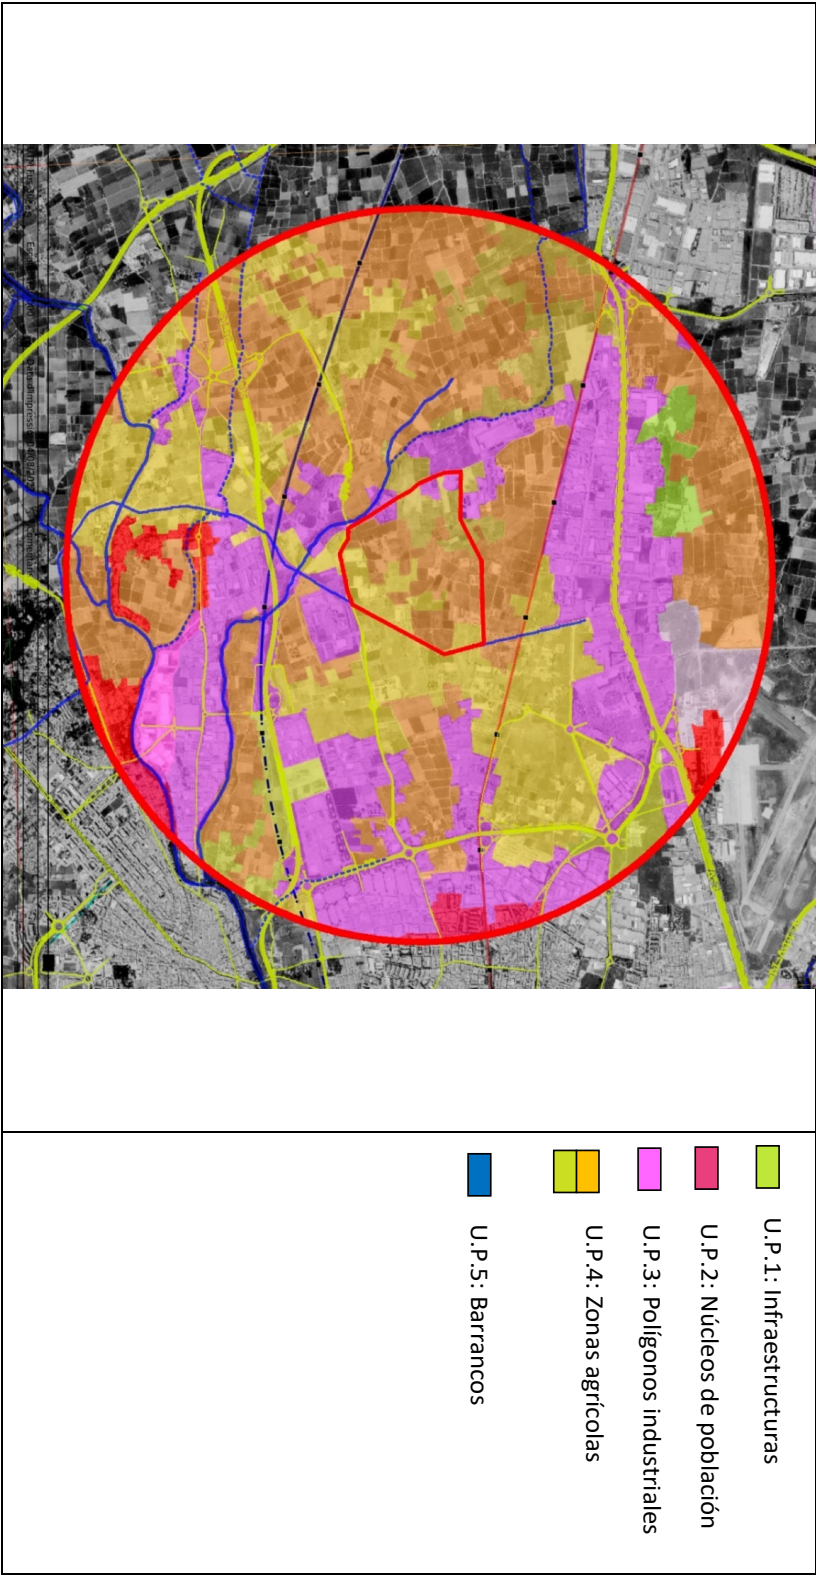 U.P.1: Infraestructuras
U.P.2: Núcleos de población
U.P.3: Polígonos industriales
U.P.4: Zonas agrícolas
U.P.5: Barrancos